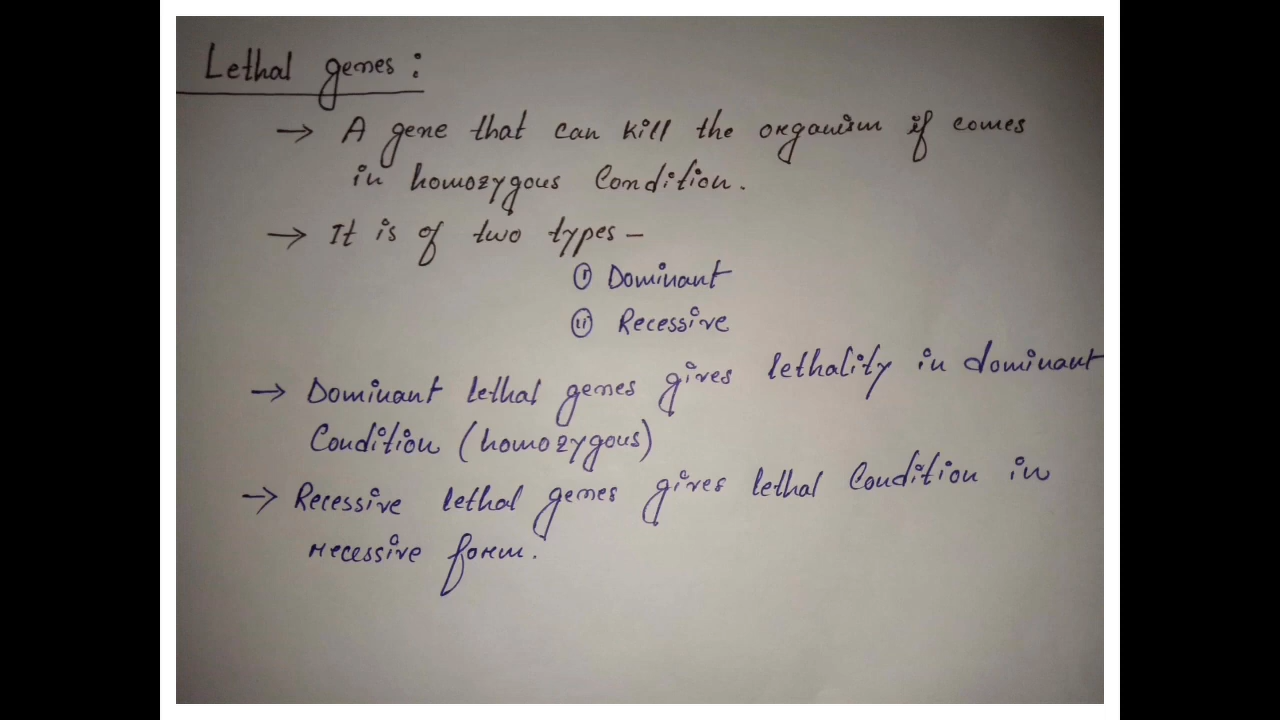 Lethal genes :
→ A gene that can kill the organism if comes
in homozygous Condition.
→ It is of two types –
(i) Dominant
(ii) Recessive
→ Dominant lethal genes gives lethality in dominant
Condition (homozygous)
→ Recessive lethal genes gives lethal Condition in
recessive form.